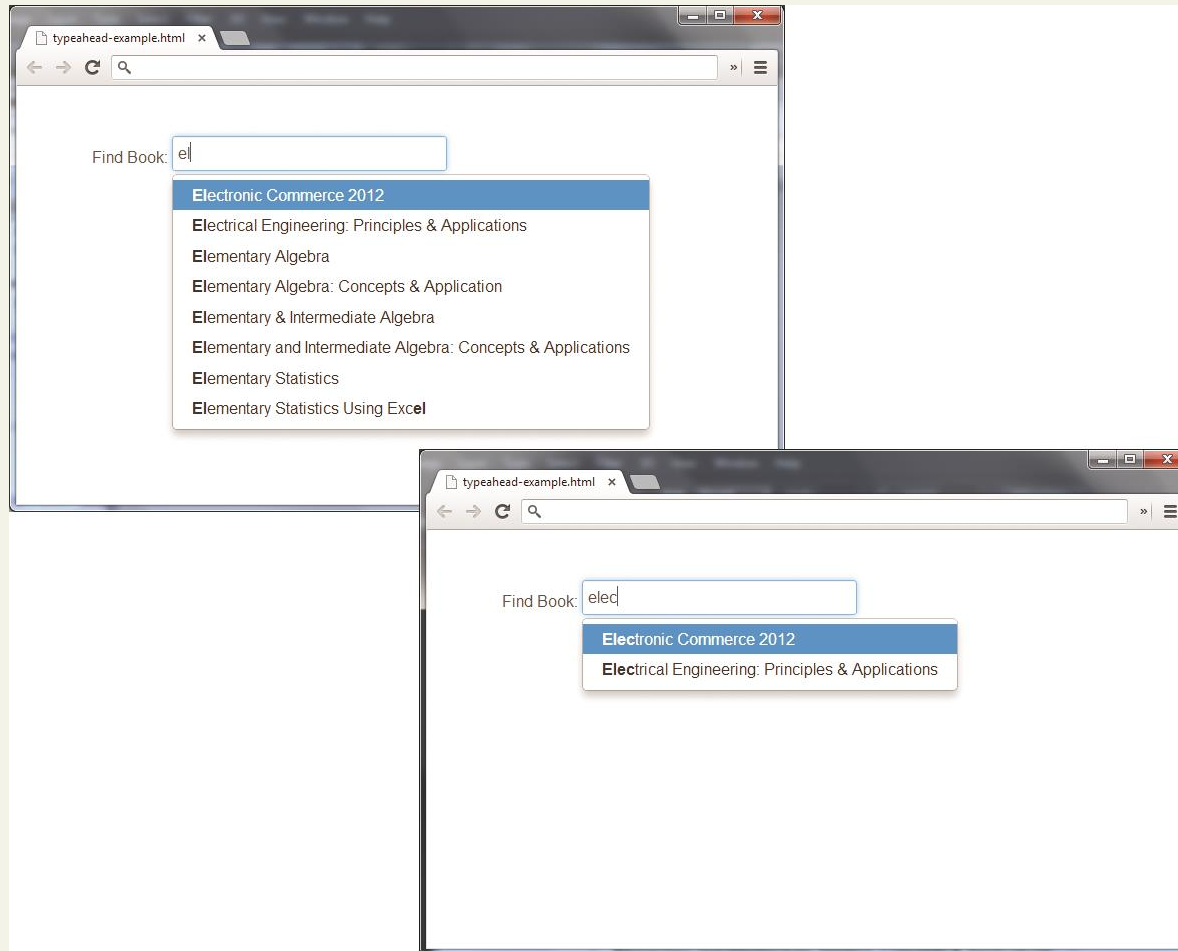 typeahead-example.html
Find Book: el
Electronic Commerce 2012
Electrical Engineering: Principles & Applications
Elementary Algebra
Elementary Algebra: Concepts & Application
Elementary & Intermediate Algebra
Elementary and Intermediate Algebra: Concepts & Applications
Elementary Statistics
Elementary Statistics Using Excel
typeahead-example.html
Find Book: elec
Electronic Commerce 2012
Electrical Engineering: Principles & Applications